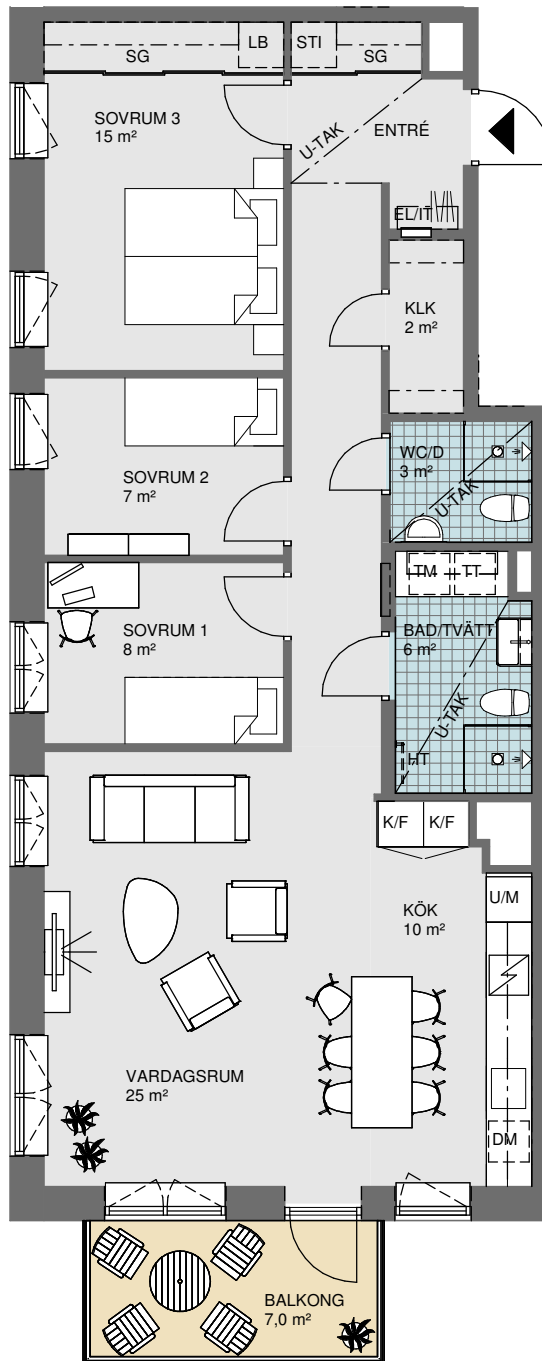 SG
LB
STI
SG
SOVRUM 3
15 m²
U-TAK
ENTRÉ
EL/IT
KLK
2 m²
WC/D
3 m²
U-TAK
SOVRUM 2
7 m²
TM
TT
SOVRUM 1
8 m²
BAD/TVÄTT
6 m²
U-TAK
HT
K/F
K/F
U/M
KÖK
10 m²
VARDAGSRUM
25 m²
DM
BALKONG
7,0 m²